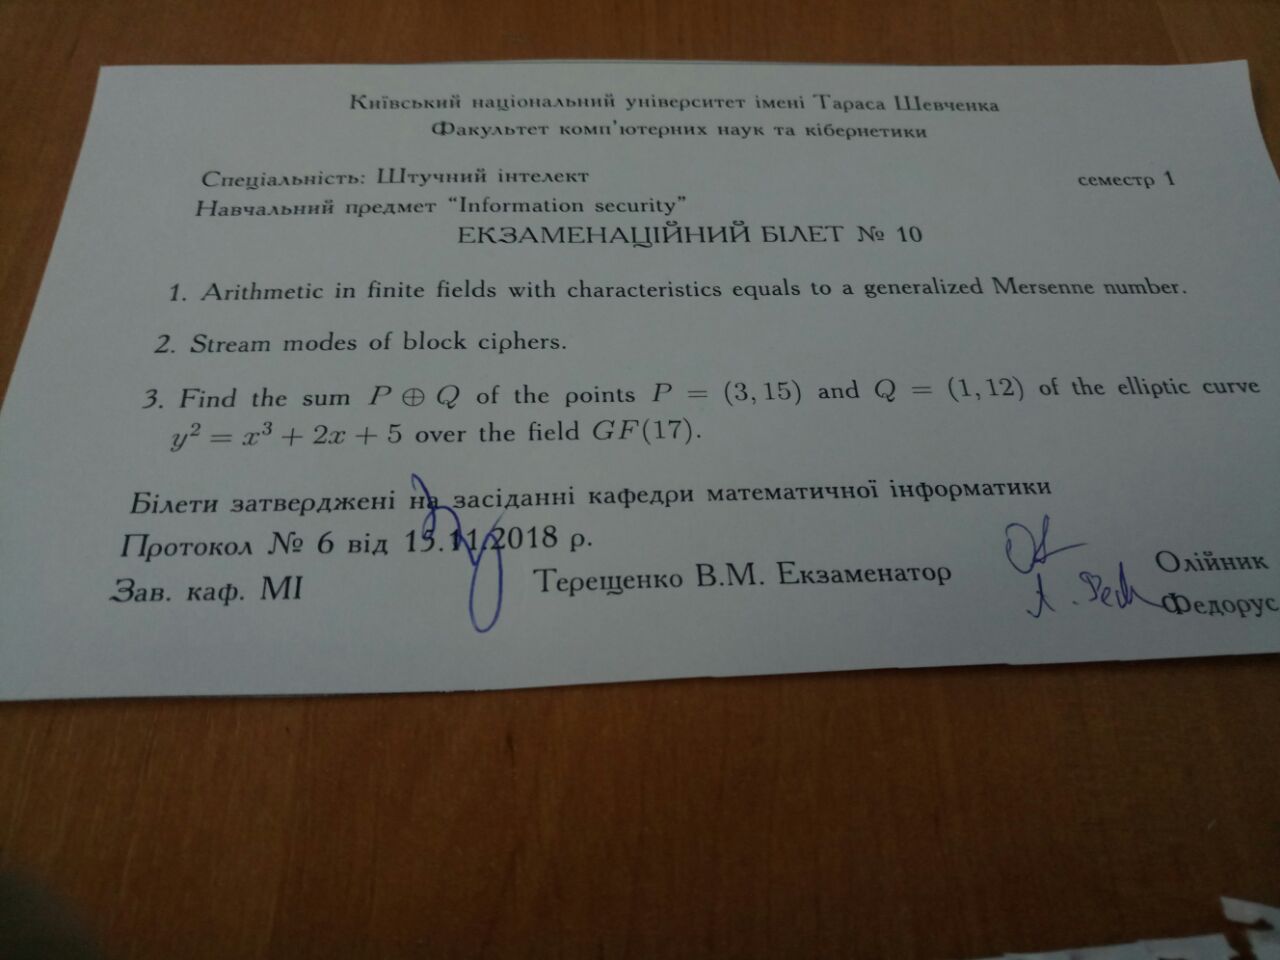 Київський національний університет імені Тараса Шевченка
Факультет комп'ютерних наук та кібернетики
Спеціальність: Штучний інтелект семестр 1
Навчальний предмет “Information security”
ЕКЗАМЕНАЦІЙНИЙ БІЛЕТ № 10
1. Arithmetic in finite fields with characteristics equals to a generalized Mersenne number.
2. Stream modes of block ciphers.
3. Find the sum P ⊕ Q of the points P = (3, 15) and Q = (1, 12) of the elliptic curve
y² = x³ + 2x + 5 over the field GF(17).
Білети затверджені на засіданні кафедри математичної інформатики
Протокол № 6 від 15.11.2018 р.
Зав. каф. МІ Терещенко В.М. Екзаменатор Олійник
Федорус